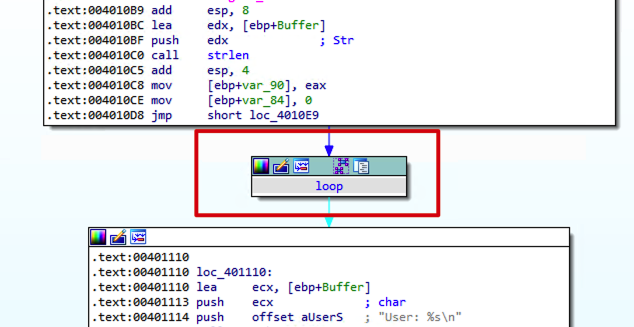 .text:004010B9 add esp, 8
.text:004010BC lea edx, [ebp+Buffer]
.text:004010BF push edx ; Str
.text:004010C0 call strlen
.text:004010C5 add esp, 4
.text:004010C8 mov [ebp+var_90], eax
.text:004010CE mov [ebp+var_84], 0
.text:004010D8 jmp short loc_4010E9
loop
.text:00401110
.text:00401110 loc_401110:
.text:00401110 lea ecx, [ebp+Buffer]
.text:00401113 push ecx ; char
.text:00401114 push offset aUserS ; "User: %s\n"